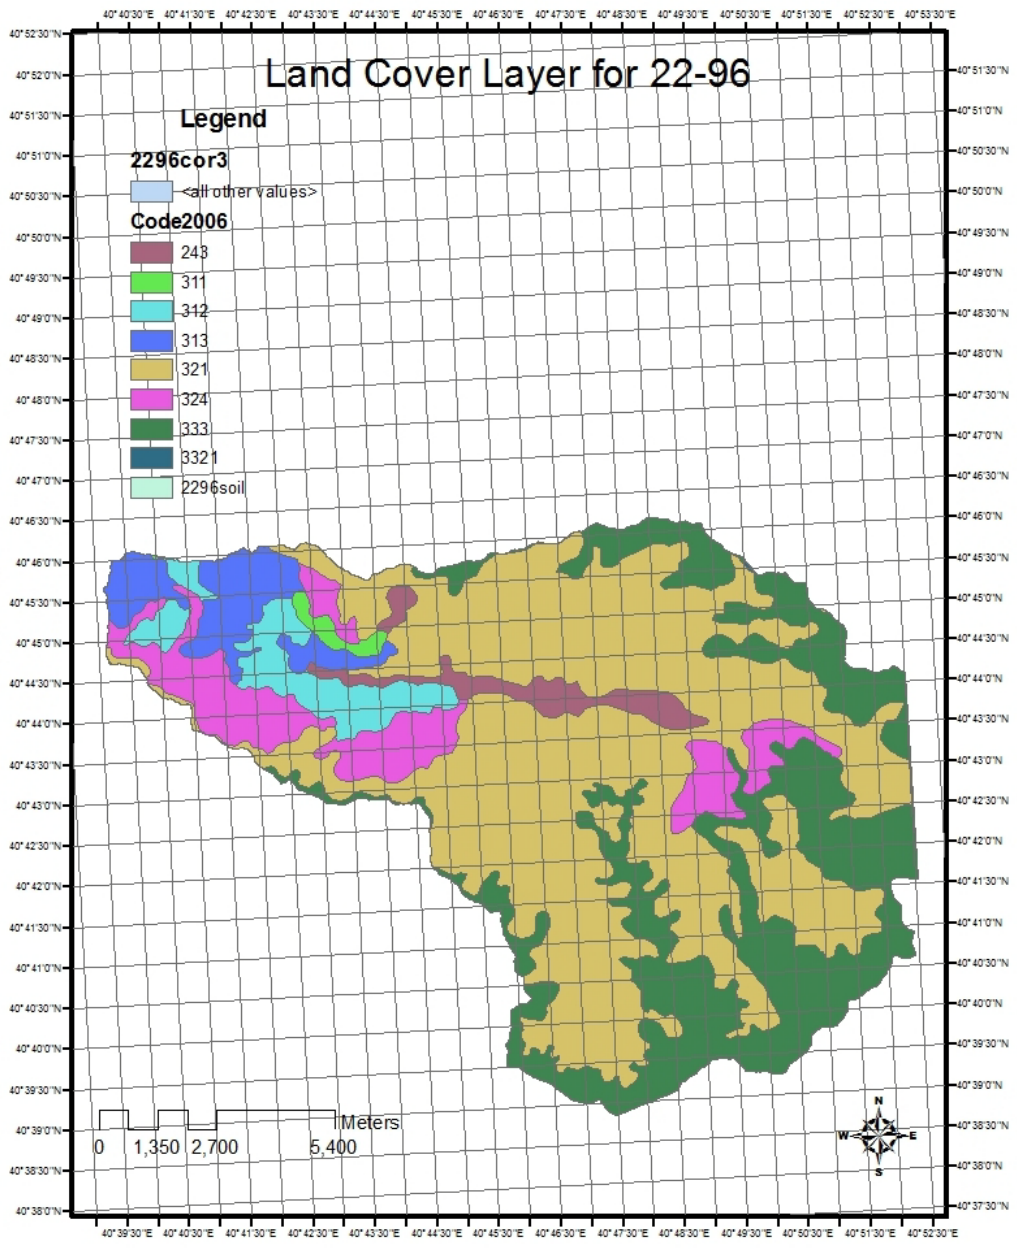 40°40'30"E 40°41'30"E 40°42'30"E 40°43'30"E 40°44'30"E 40°45'30"E 40°46'30"E 40°47'30"E 40°48'30"E 40°49'30"E 40°50'30"E 40°51'30"E 40°52'30"E 40°53'30"E
Land Cover Layer for 22-96
Legend
2296cor3
<all other values>
Code2006
243
311
312
313
321
324
333
3321
2296soil
40°52'30"N
40°52'0"N
40°51'30"N
40°51'0"N
40°50'30"N
40°50'0"N
40°49'30"N
40°49'0"N
40°48'30"N
40°48'0"N
40°47'30"N
40°47'0"N
40°46'30"N
40°46'0"N
40°45'30"N
40°45'0"N
40°44'30"N
40°44'0"N
40°43'30"N
40°43'0"N
40°42'30"N
40°42'0"N
40°41'30"N
40°41'0"N
40°40'30"N
40°40'0"N
40°39'30"N
40°39'0"N
40°38'30"N
40°38'0"N
40°51'30"N
40°51'0"N
40°50'30"N
40°50'0"N
40°49'30"N
40°49'0"N
40°48'30"N
40°48'0"N
40°47'30"N
40°47'0"N
40°46'30"N
40°46'0"N
40°45'30"N
40°45'0"N
40°44'30"N
40°44'0"N
40°43'30"N
40°43'0"N
40°42'30"N
40°42'0"N
40°41'30"N
40°41'0"N
40°40'30"N
40°40'0"N
40°39'30"N
40°39'0"N
40°38'30"N
40°38'0"N
40°37'30"N
Meters
0 1,350 2,700 5,400
N
W E
S
40°39'30"E 40°40'30"E 40°41'30"E 40°42'30"E 40°43'30"E 40°44'30"E 40°45'30"E 40°46'30"E 40°47'30"E 40°48'30"E 40°49'30"E 40°50'30"E 40°51'30"E 40°52'30"E